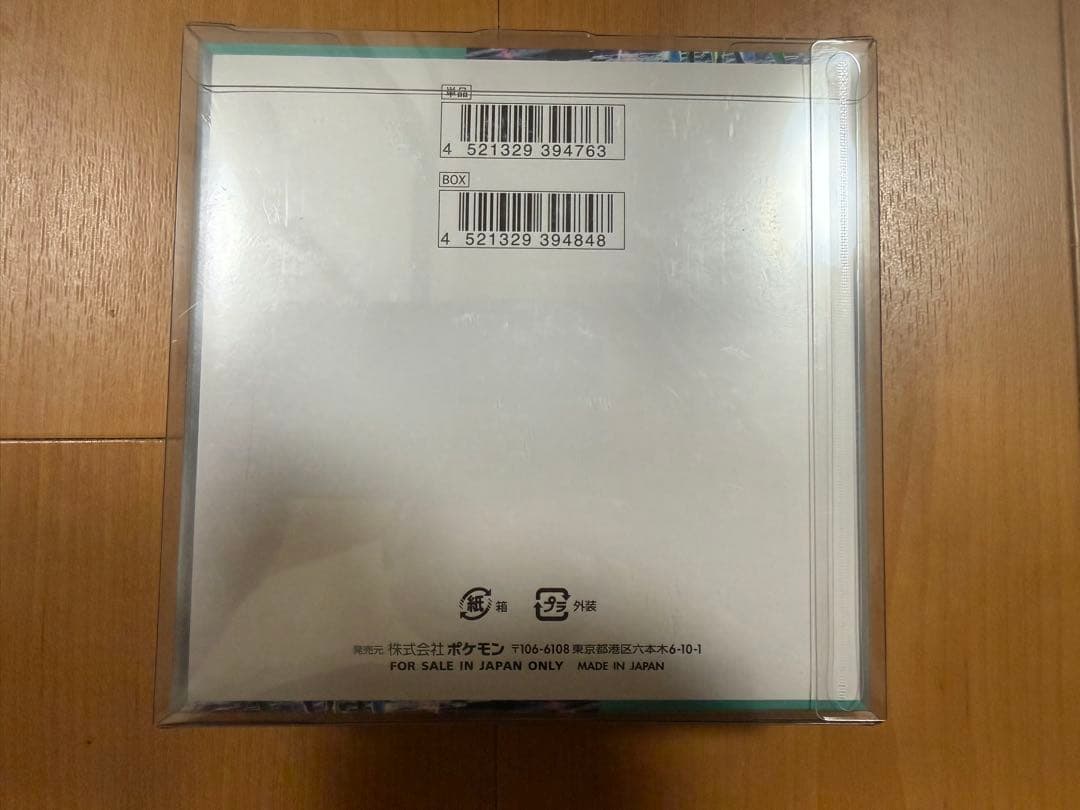 単品
4 521329 394763
BOX
4 521329 394848
紙 箱 プラ 外装
発売元 株式会社 ポケモン 〒106-6108 東京都港区六本木6-10-1
FOR SALE IN JAPAN ONLY MADE IN JAPAN